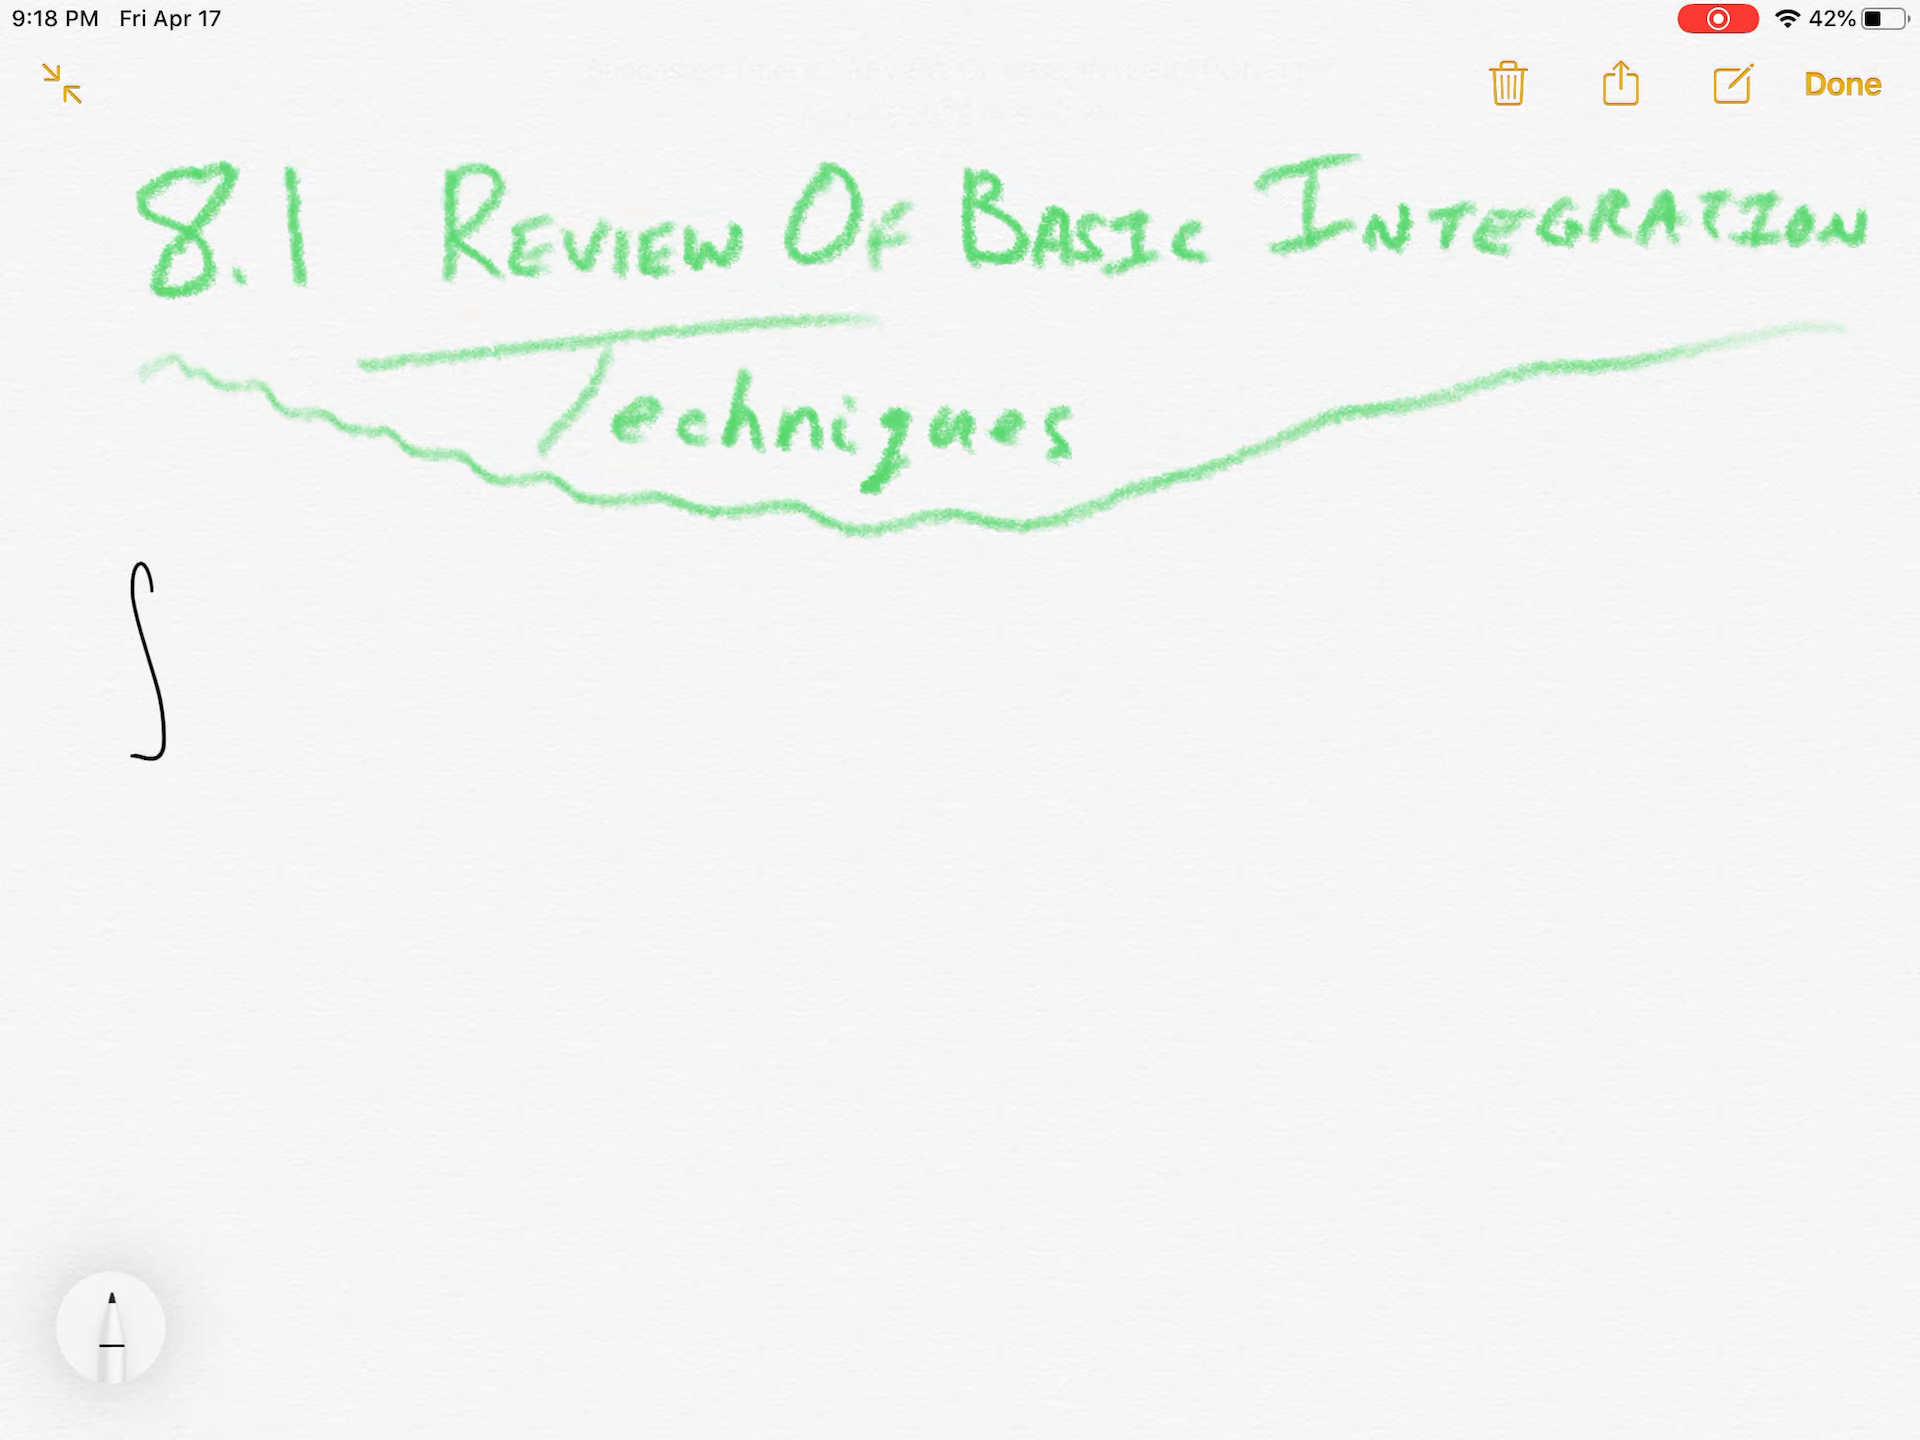 9:18 PM Fri Apr 17 42%
Done
8.1 REVIEW OF BASIC INTEGRATION
Techniques
∫